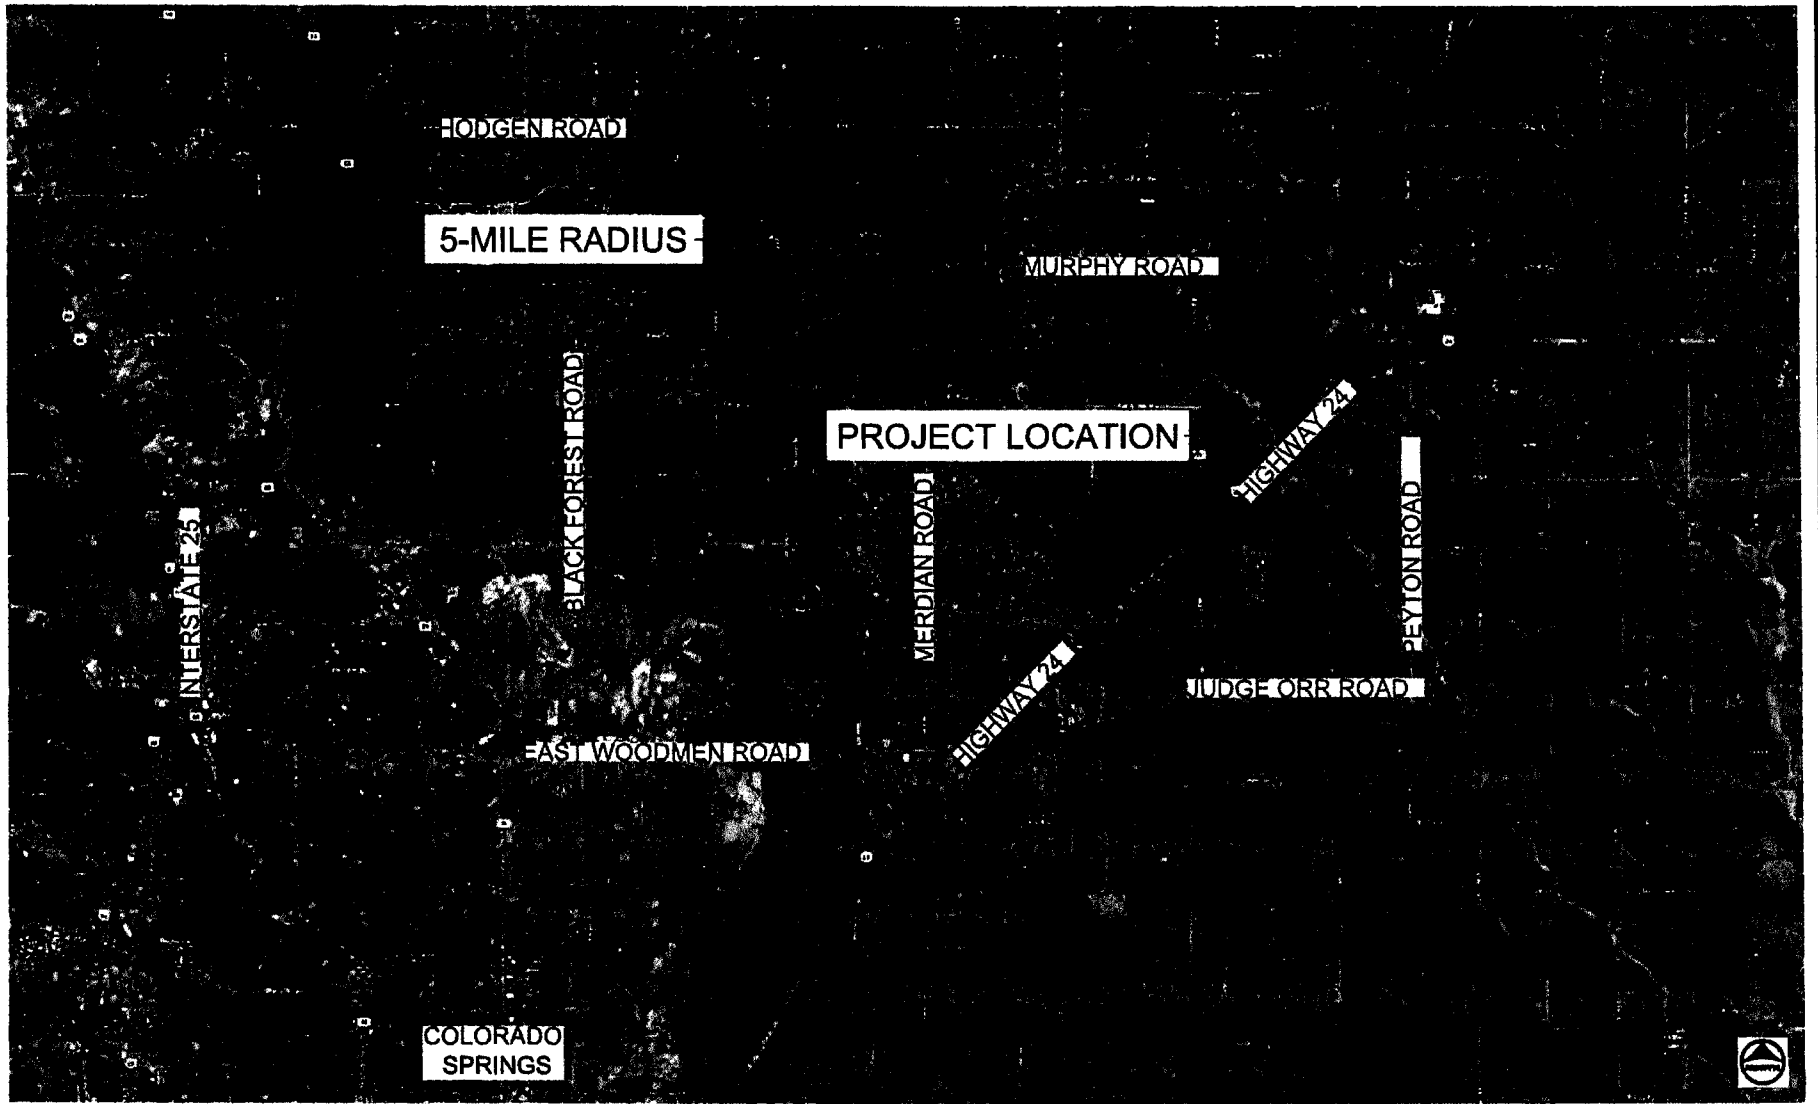 HODGEN ROAD
5-MILE RADIUS
MURPHY ROAD
BLACK FOREST ROAD
PROJECT LOCATION
HIGHWAY 24
MERDIAN ROAD
PEYTON ROAD
INTERSTATE 25
HIGHWAY 24
JUDGE ORR ROAD
EAST WOODMEN ROAD
COLORADO
SPRINGS